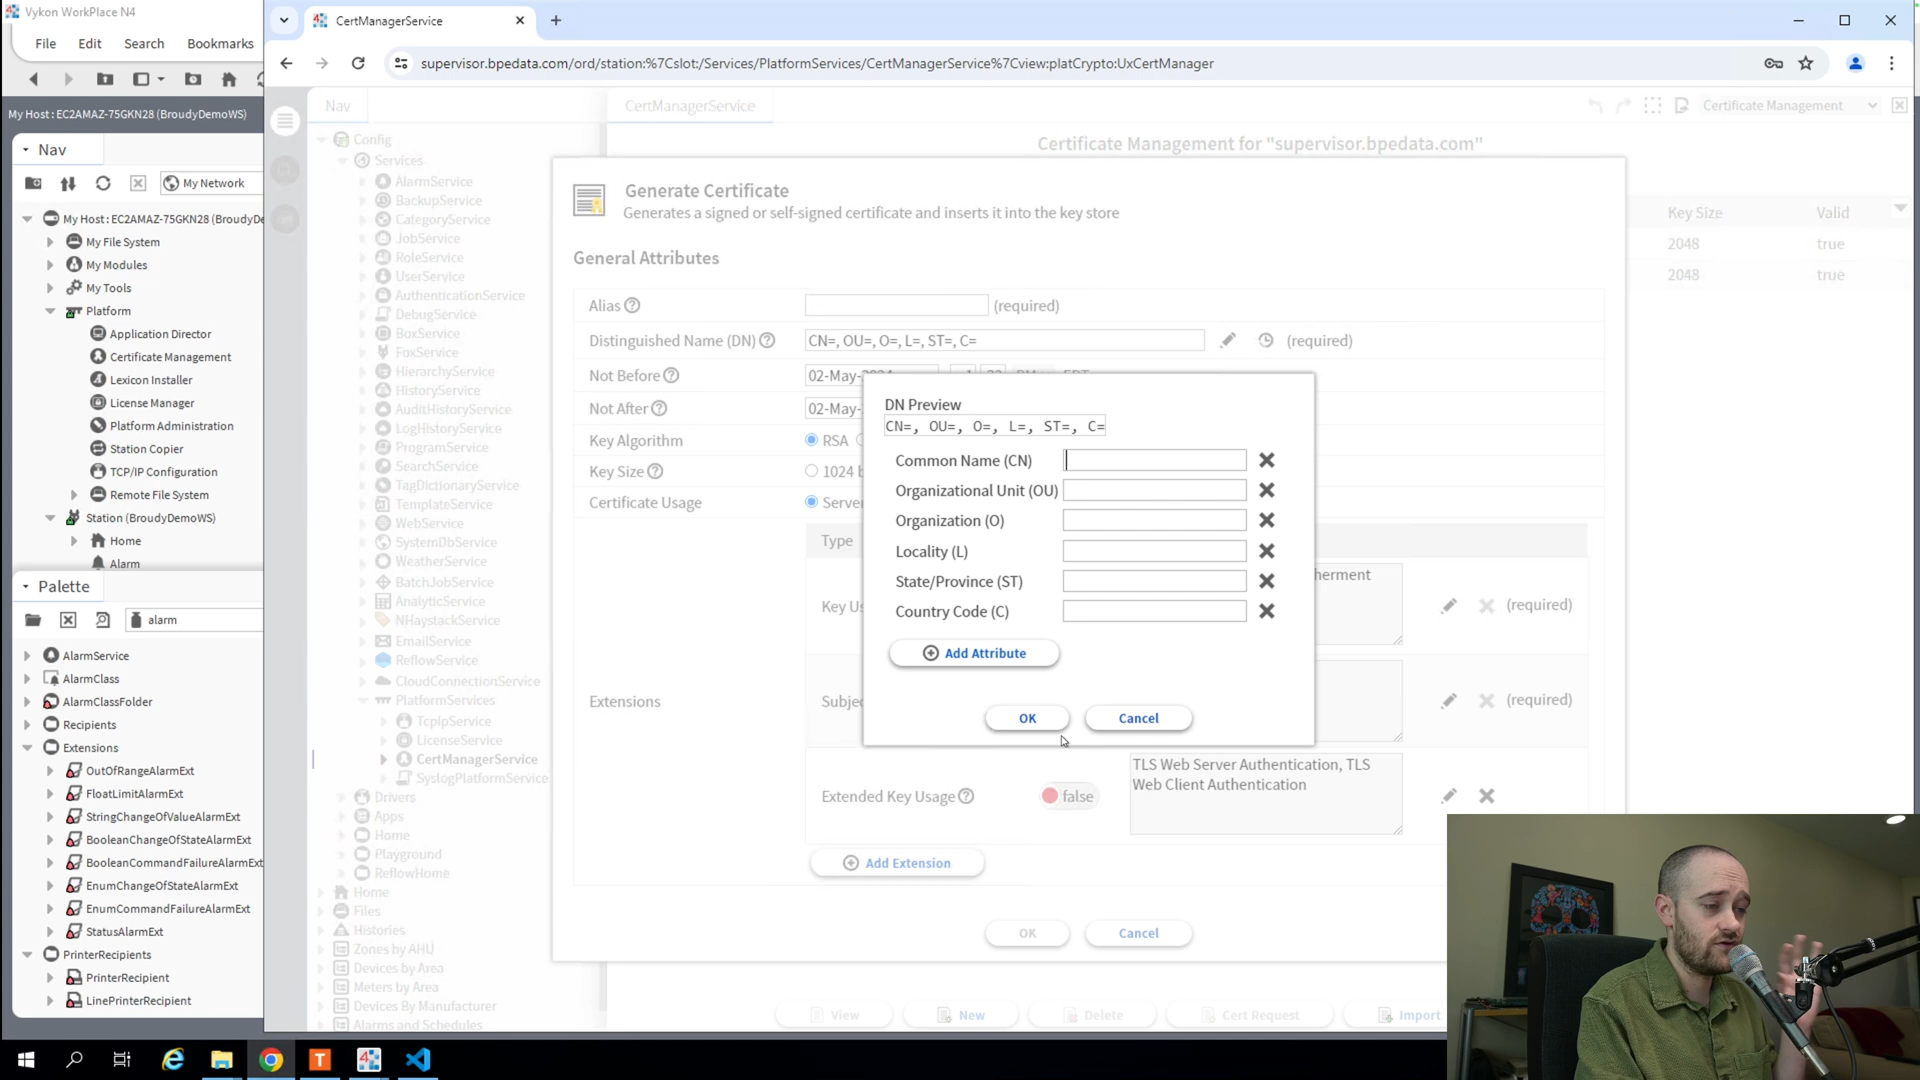 Vykon WorkPlace N4
File Edit Search Bookmarks
My Host : EC2AMAZ-75GKN28 (BroudyDemoWS)
Nav
My Network
My Host : EC2AMAZ-75GKN28 (BroudyDe
My File System
My Modules
My Tools
Platform
Application Director
Certificate Management
Lexicon Installer
License Manager
Platform Administration
Station Copier
TCP/IP Configuration
Remote File System
Station (BroudyDemoWS)
Home
Alarm
Palette
alarm
AlarmService
AlarmClass
AlarmClassFolder
Recipients
Extensions
OutOfRangeAlarmExt
FloatLimitAlarmExt
StringChangeOfValueAlarmExt
BooleanChangeOfStateAlarmExt
BooleanCommandFailureAlarmExt
EnumChangeOfStateAlarmExt
EnumCommandFailureAlarmExt
StatusAlarmExt
PrinterRecipients
PrinterRecipient
LinePrinterRecipient
CertManagerService
supervisor.bpedata.com/ord/station:%7Cslot:/Services/PlatformServices/CertManagerService%7Cview:platCrypto:UxCertManager
Nav
CertManagerService
Certificate Management
Config
Services
AlarmService
BackupService
CategoryService
JobService
RoleService
UserService
AuthenticationService
DebugService
BoxService
FoxService
HierarchyService
HistoryService
AuditHistoryService
LogHistoryService
ProgramService
SearchService
TagDictionaryService
TemplateService
WebService
SystemDbService
WeatherService
BatchJobService
AnalyticService
NHaystackService
EmailService
ReflowService
CloudConnectionService
PlatformServices
TcpIpService
LicenseService
CertManagerService
SyslogPlatformService
Drivers
Apps
Home
Playground
ReflowHome
Home
Files
Histories
Zones by AHU
Devices by Area
Meters by Area
Devices By Manufacturer
Alarms and Schedules
Certificate Management for "supervisor.bpedata.com"
Key Size Valid
2048 true
2048 true
Generate Certificate
Generates a signed or self-signed certificate and inserts it into the key store
General Attributes
Alias (required)
Distinguished Name (DN) CN=, OU=, O=, L=, ST=, C= (required)
Not Before 02-May-
Not After 02-May-
Key Algorithm RSA
Key Size 1024 b
Certificate Usage Server
Type
Key Us herment (required)
Extensions Subjec (required)
Extended Key Usage false TLS Web Server Authentication, TLS
Web Client Authentication
Add Extension
OK Cancel
DN Preview
CN=, OU=, O=, L=, ST=, C=
Common Name (CN)
Organizational Unit (OU)
Organization (O)
Locality (L)
State/Province (ST)
Country Code (C)
Add Attribute
OK Cancel
View New Delete Cert Request Import